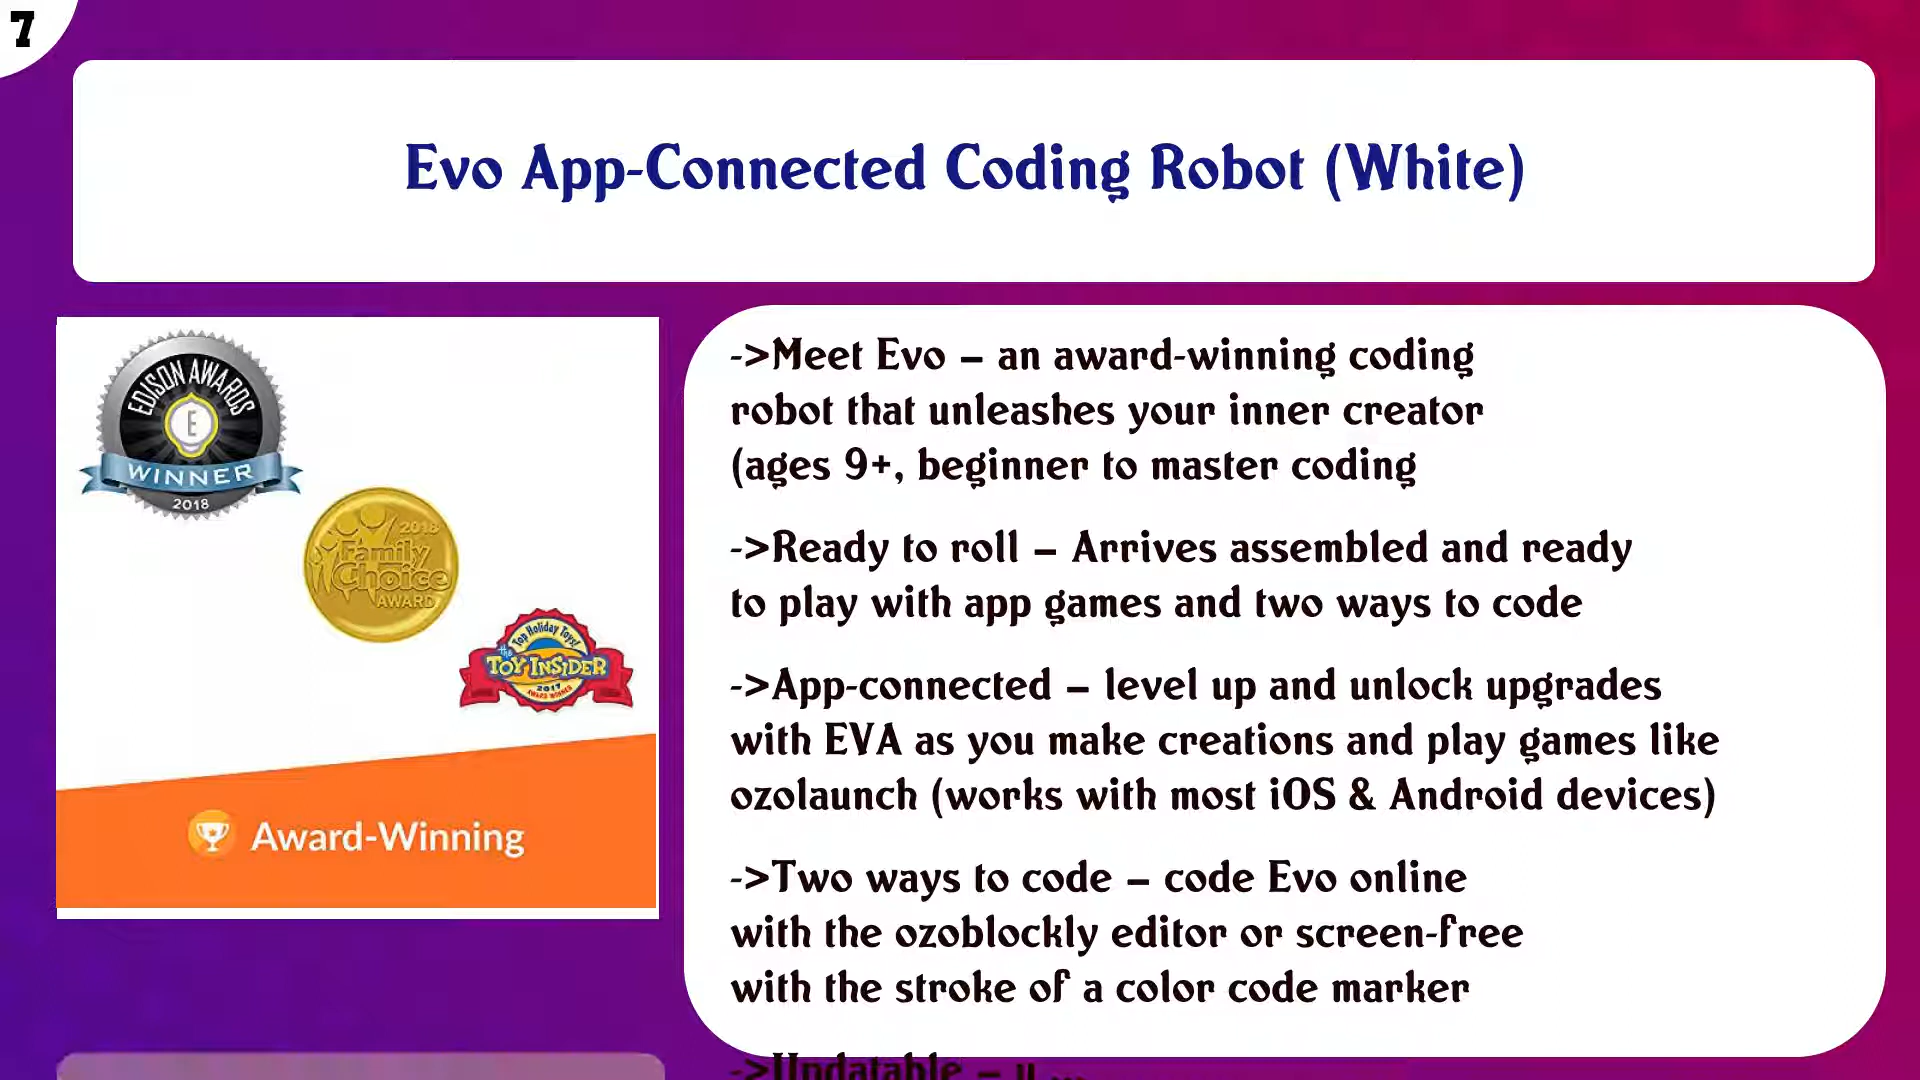 7
Evo App-Connected Coding Robot (White)
EDISON AWARDS
E
WINNER
2018
2018
Family
Choice
AWARD
Top Holiday Toys!
the
TOY INSIDER
2017
AWARD WINNER
Award-Winning
->Meet Evo – an award-winning coding
robot that unleashes your inner creator
(ages 9+, beginner to master coding
->Ready to roll – Arrives assembled and ready
to play with app games and two ways to code
->App-connected – level up and unlock upgrades
with EVA as you make creations and play games like
ozolaunch (works with most iOS & Android devices)
->Two ways to code – code Evo online
with the ozoblockly editor or screen-free
with the stroke of a color code marker
->Updatable – u ...